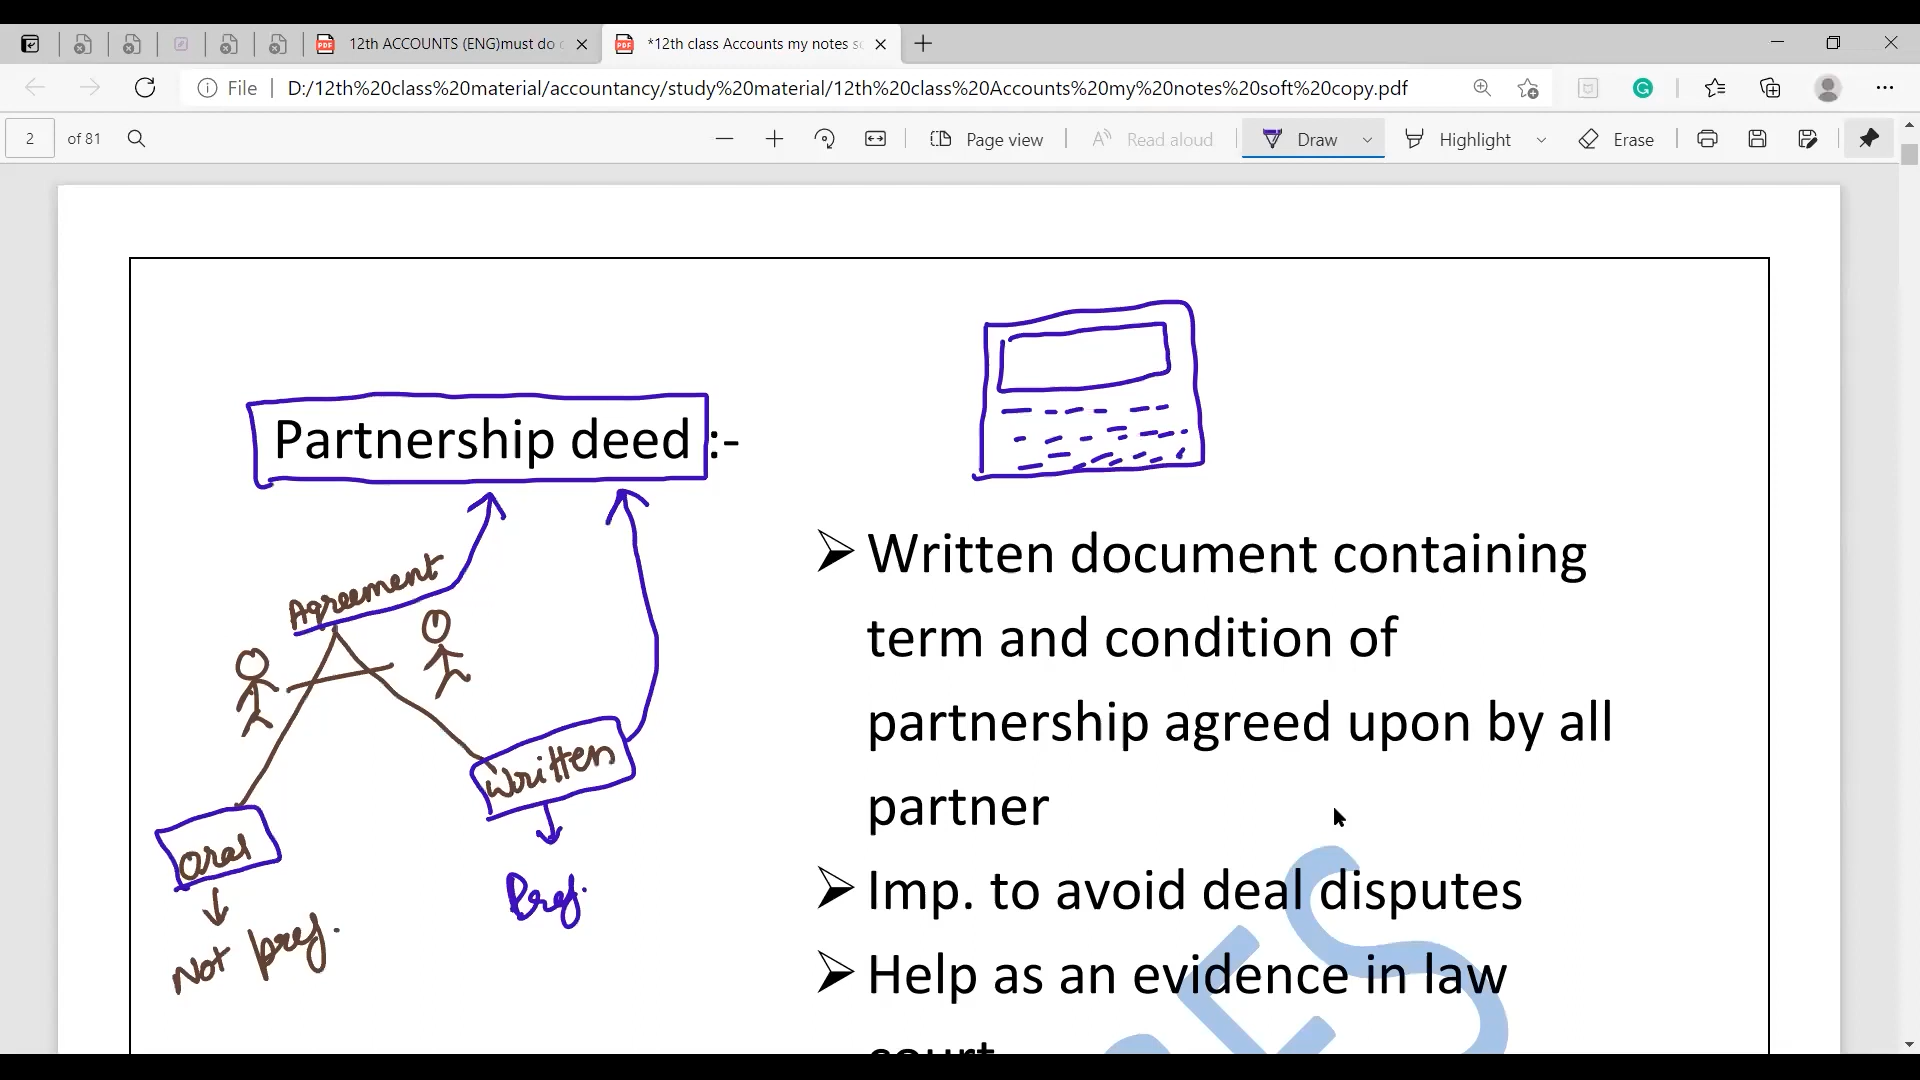 12th ACCOUNTS (ENG)must do
*12th class Accounts my notes so
File
D:/12th%20class%20material/accountancy/study%20material/12th%20class%20Accounts%20my%20notes%20soft%20copy.pdf
2 of 81
Page view
Read aloud
Draw
Highlight
Erase
Partnership deed :-
Agreement
Written
Oral
Pref.
Not pref.
➢ Written document containing
term and condition of
partnership agreed upon by all
partner
➢ Imp. to avoid deal disputes
➢ Help as an evidence in law
court